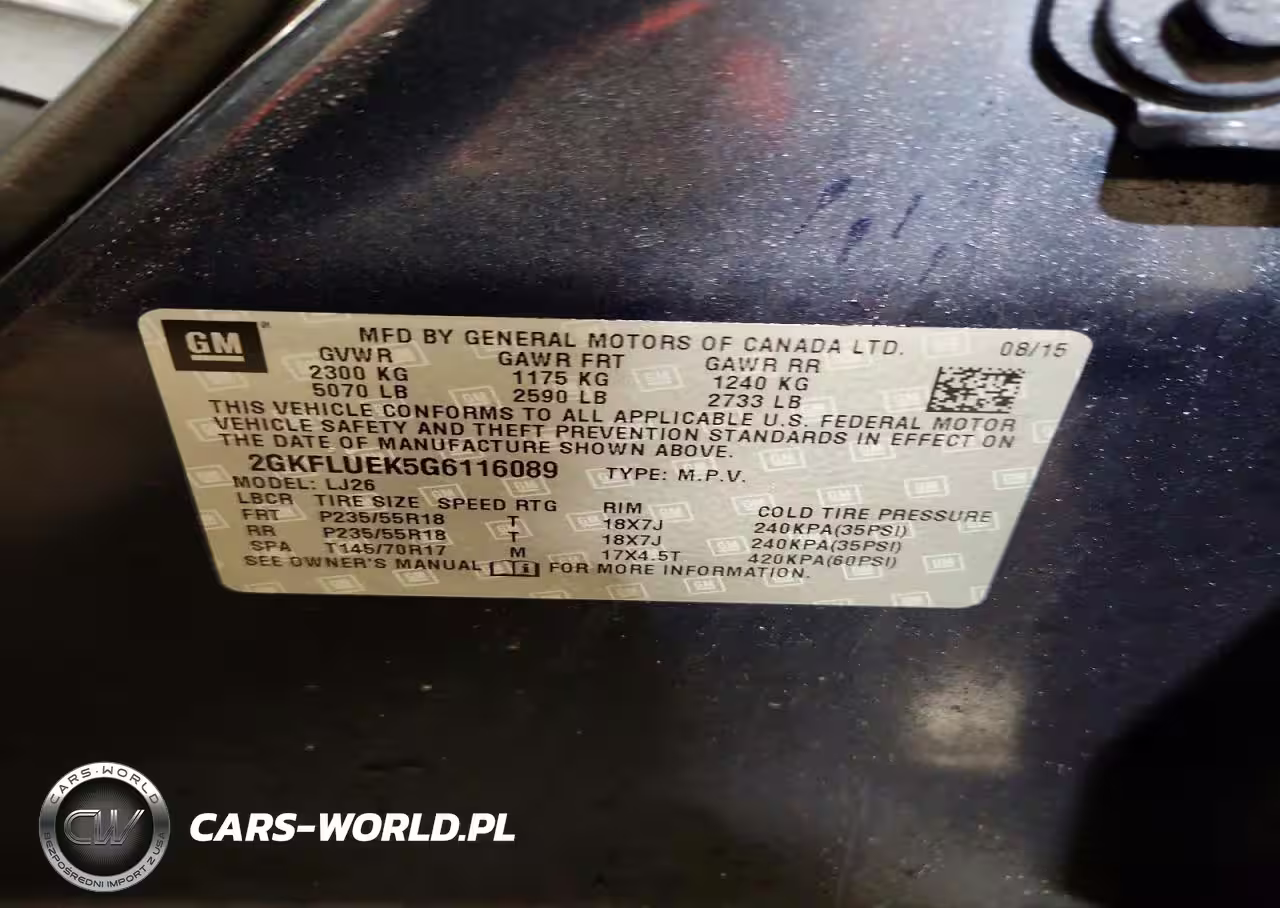 GM
MFD BY GENERAL MOTORS OF CANADA LTD.
08/15
GVWR GAWR FRT GAWR RR
2300 KG 1175 KG 1240 KG
5070 LB 2590 LB 2733 LB
THIS VEHICLE CONFORMS TO ALL APPLICABLE U.S. FEDERAL MOTOR
VEHICLE SAFETY AND THEFT PREVENTION STANDARDS IN EFFECT ON
THE DATE OF MANUFACTURE SHOWN ABOVE.
2GKFLUEK5G6116089 TYPE: M.P.V.
MODEL: LJ26
LBCR TIRE SIZE SPEED RTG RIM COLD TIRE PRESSURE
FRT P235/55R18 T 18X7J 240KPA(35PSI)
RR P235/55R18 T 18X7J 240KPA(35PSI)
SPA T145/70R17 M 17X4.5T 420KPA(60PSI)
SEE OWNER'S MANUAL FOR MORE INFORMATION.
CARS-WORLD
CW
BEZPOŚREDNI IMPORT Z USA
CARS-WORLD.PL